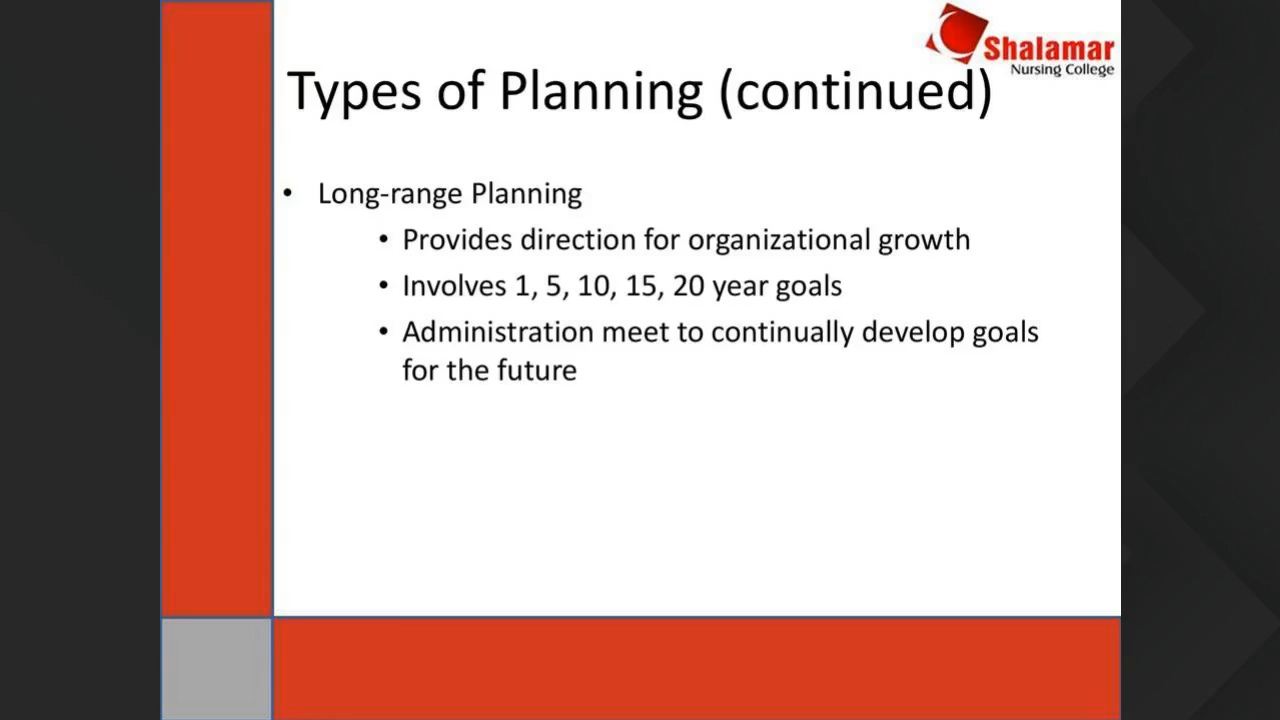 Shalamar
Nursing College
Types of Planning (continued)
• Long-range Planning
• Provides direction for organizational growth
• Involves 1, 5, 10, 15, 20 year goals
• Administration meet to continually develop goals
for the future